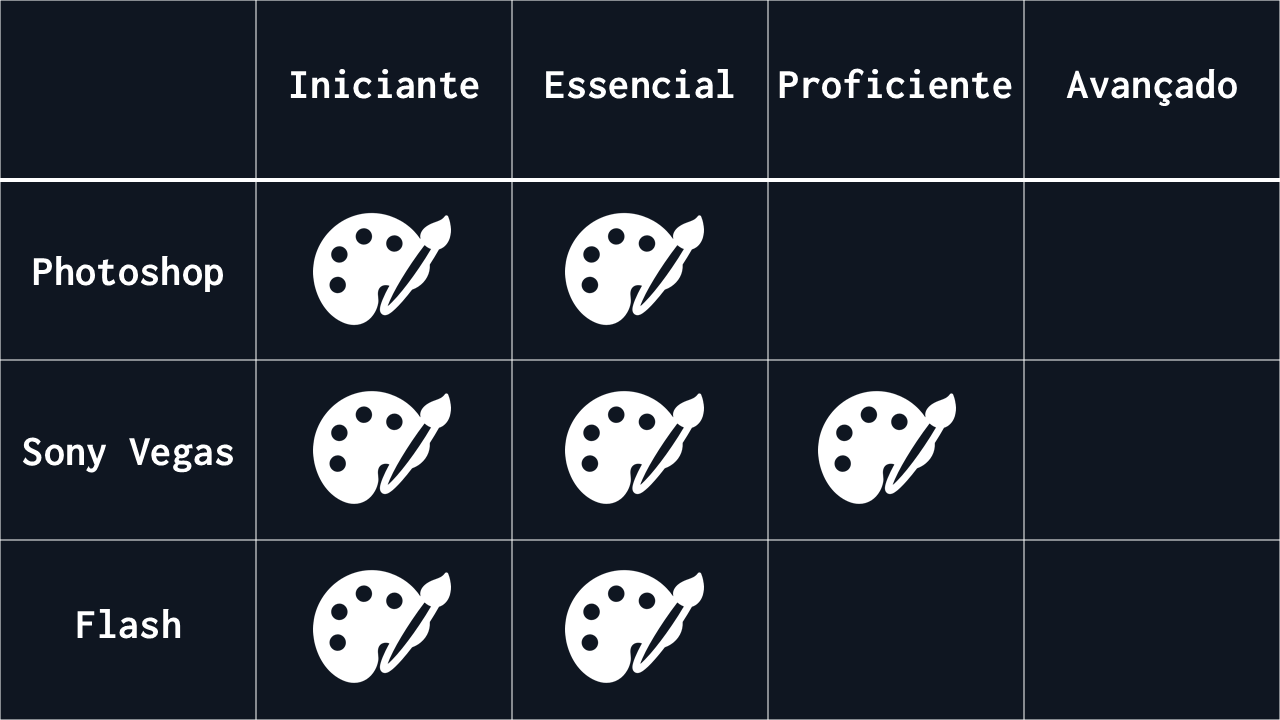 Iniciante Essencial Proficiente Avançado
Photoshop
Sony Vegas
Flash